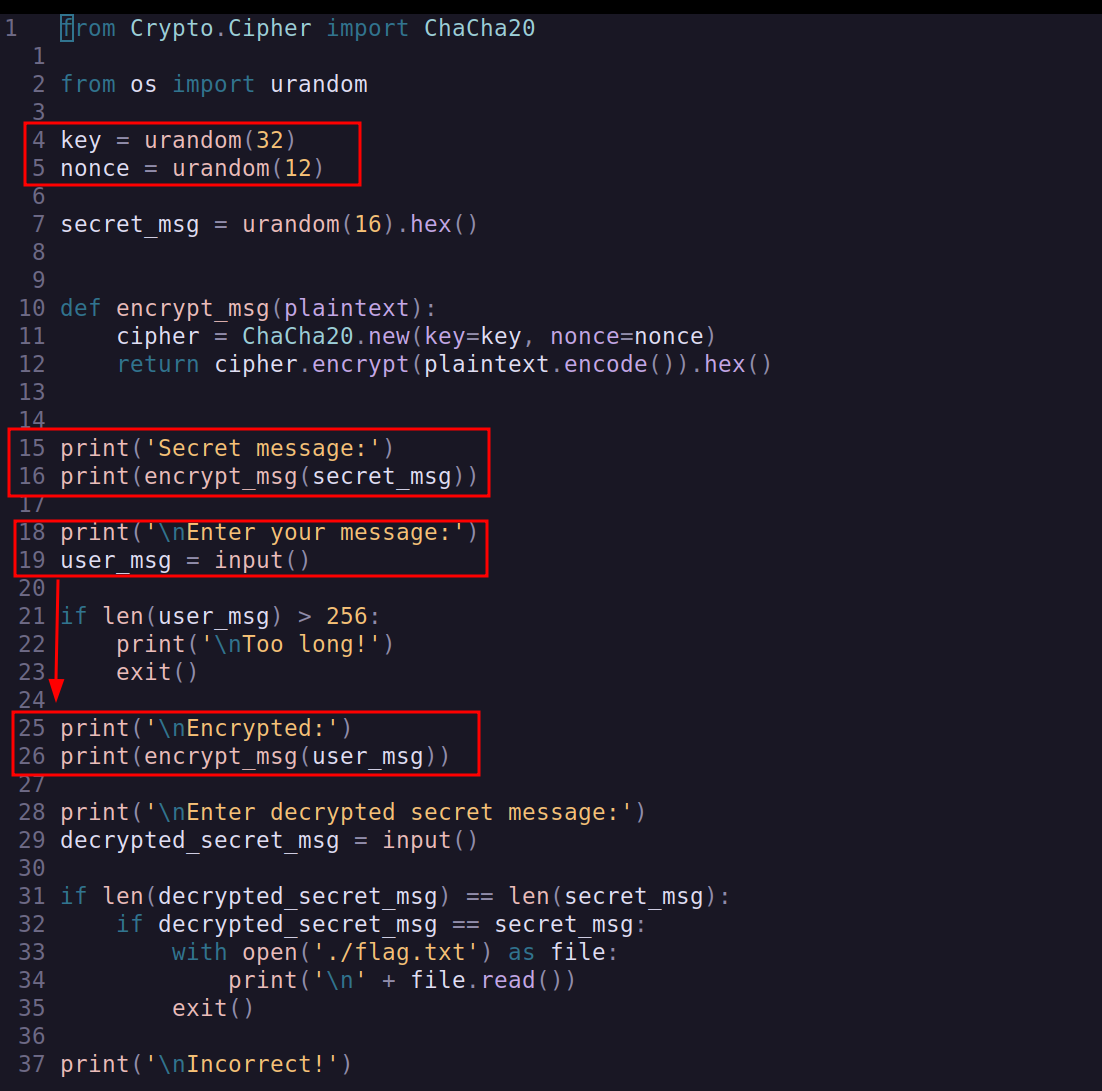 1   from Crypto.Cipher import ChaCha20
  1
  2 from os import urandom
  3
  4 key = urandom(32)
  5 nonce = urandom(12)
  6
  7 secret_msg = urandom(16).hex()
  8
  9
 10 def encrypt_msg(plaintext):
 11     cipher = ChaCha20.new(key=key, nonce=nonce)
 12     return cipher.encrypt(plaintext.encode()).hex()
 13
 14
 15 print('Secret message:')
 16 print(encrypt_msg(secret_msg))
 17
 18 print('\nEnter your message:')
 19 user_msg = input()
 20
 21 if len(user_msg) > 256:
 22     print('\nToo long!')
 23     exit()
 24
 25 print('\nEncrypted:')
 26 print(encrypt_msg(user_msg))
 27
 28 print('\nEnter decrypted secret message:')
 29 decrypted_secret_msg = input()
 30
 31 if len(decrypted_secret_msg) == len(secret_msg):
 32     if decrypted_secret_msg == secret_msg:
 33         with open('./flag.txt') as file:
 34             print('\n' + file.read())
 35         exit()
 36
 37 print('\nIncorrect!')